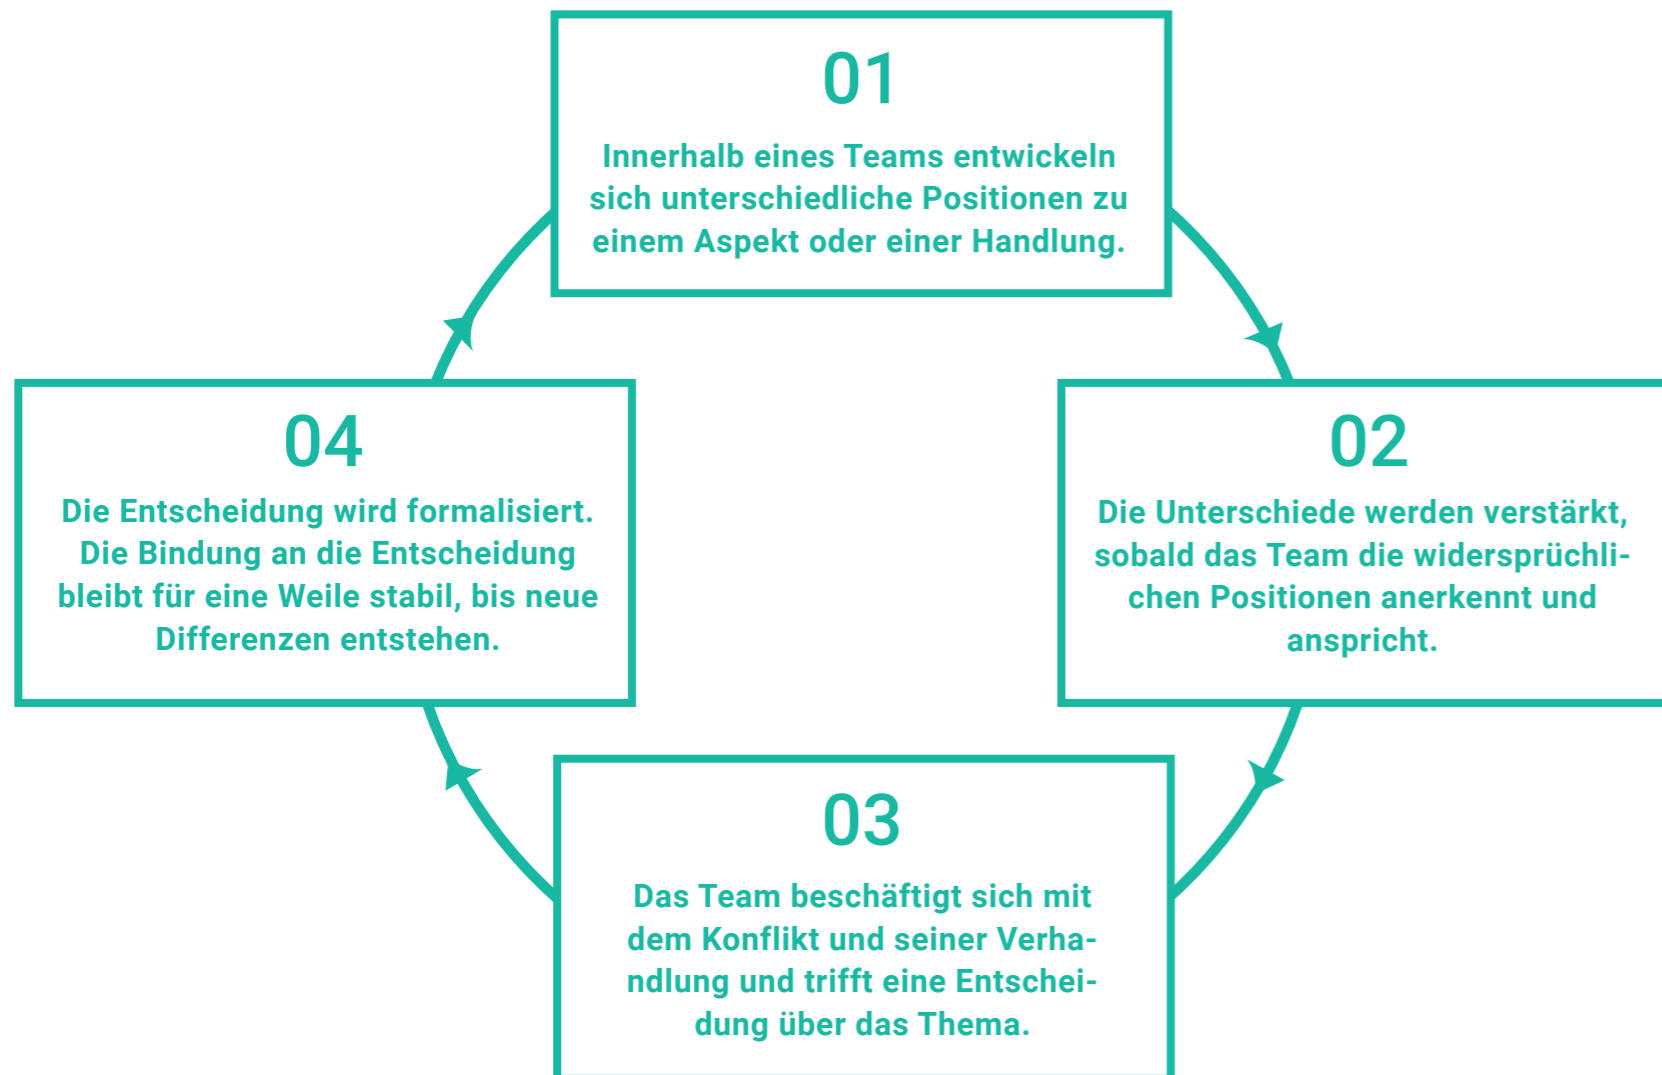 01
Innerhalb eines Teams entwickeln
sich unterschiedliche Positionen zu
einem Aspekt oder einer Handlung.
02
Die Unterschiede werden verstärkt,
sobald das Team die widersprüchli-
chen Positionen anerkennt und
anspricht.
03
Das Team beschäftigt sich mit
dem Konflikt und seiner Verha-
ndlung und trifft eine Entschei-
dung über das Thema.
04
Die Entscheidung wird formalisiert.
Die Bindung an die Entscheidung
bleibt für eine Weile stabil, bis neue
Differenzen entstehen.